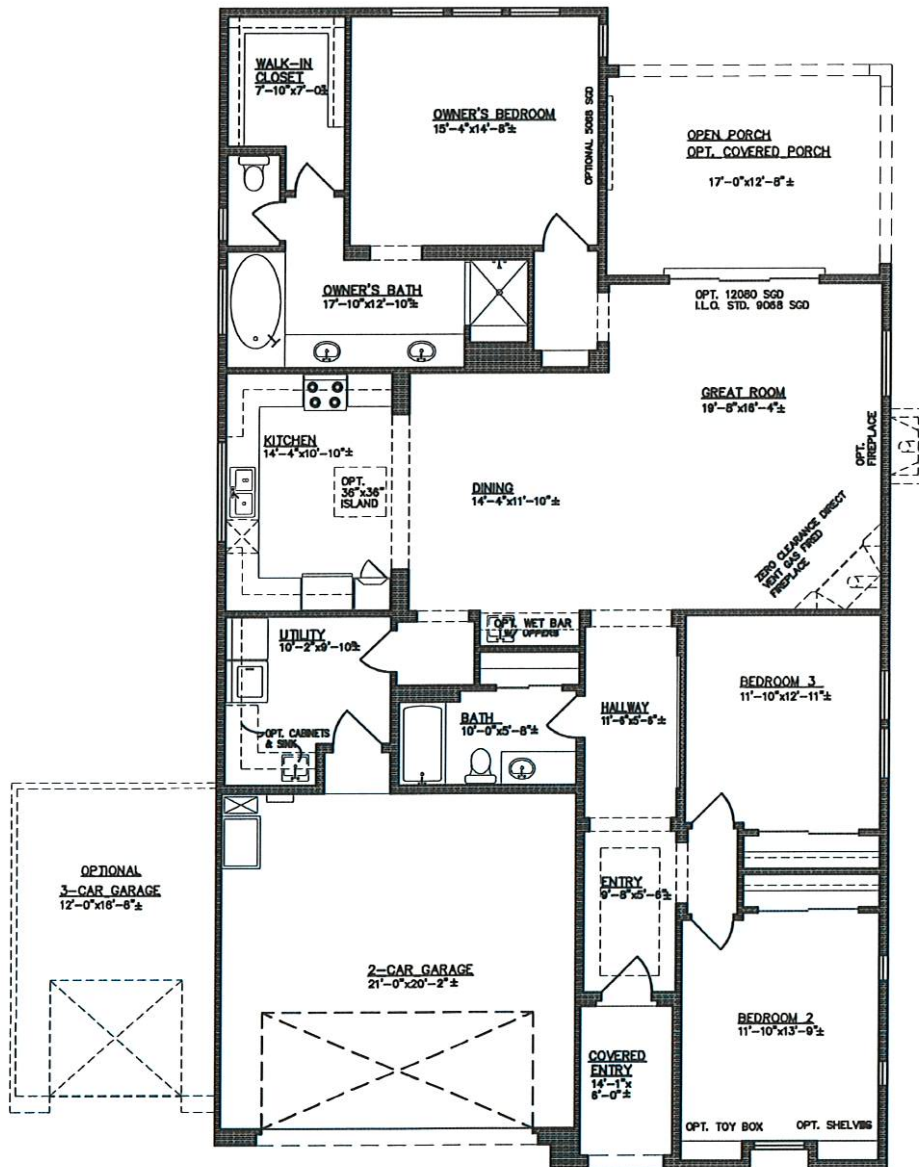 WALK-IN
CLOSET
7'-10"x7'-0"±
OWNER'S BEDROOM
15'-4"x14'-8"±
OPTIONAL 5068 SGD
OPEN PORCH
OPT. COVERED PORCH
17'-0"x12'-8"±
OWNER'S BATH
17'-10"x12'-10"±
OPT. 12080 SGD
I.L.O. STD. 9068 SGD
GREAT ROOM
19'-8"x16'-4"±
OPT.
FIREPLACE
KITCHEN
14'-4"x10'-10"±
OPT.
36"x36"
ISLAND
DINING
14'-4"x11'-10"±
ZERO CLEARANCE DIRECT
VENT GAS FIRED
FIREPLACE
UTILITY
10'-2"x9'-10"±
OPT. WET BAR
W/ UPPERS
OPT. CABINETS
& SINK
BATH
10'-0"x5'-8"±
HALLWAY
11'-6"x5'-6"±
BEDROOM 3
11'-10"x12'-11"±
OPTIONAL
3-CAR GARAGE
12'-0"x16'-8"±
ENTRY
9'-8"x5'-6"±
2-CAR GARAGE
21'-0"x20'-2"±
BEDROOM 2
11'-10"x13'-9"±
COVERED
ENTRY
14'-1"x
6'-0"±
OPT. TOY BOX
OPT. SHELVING